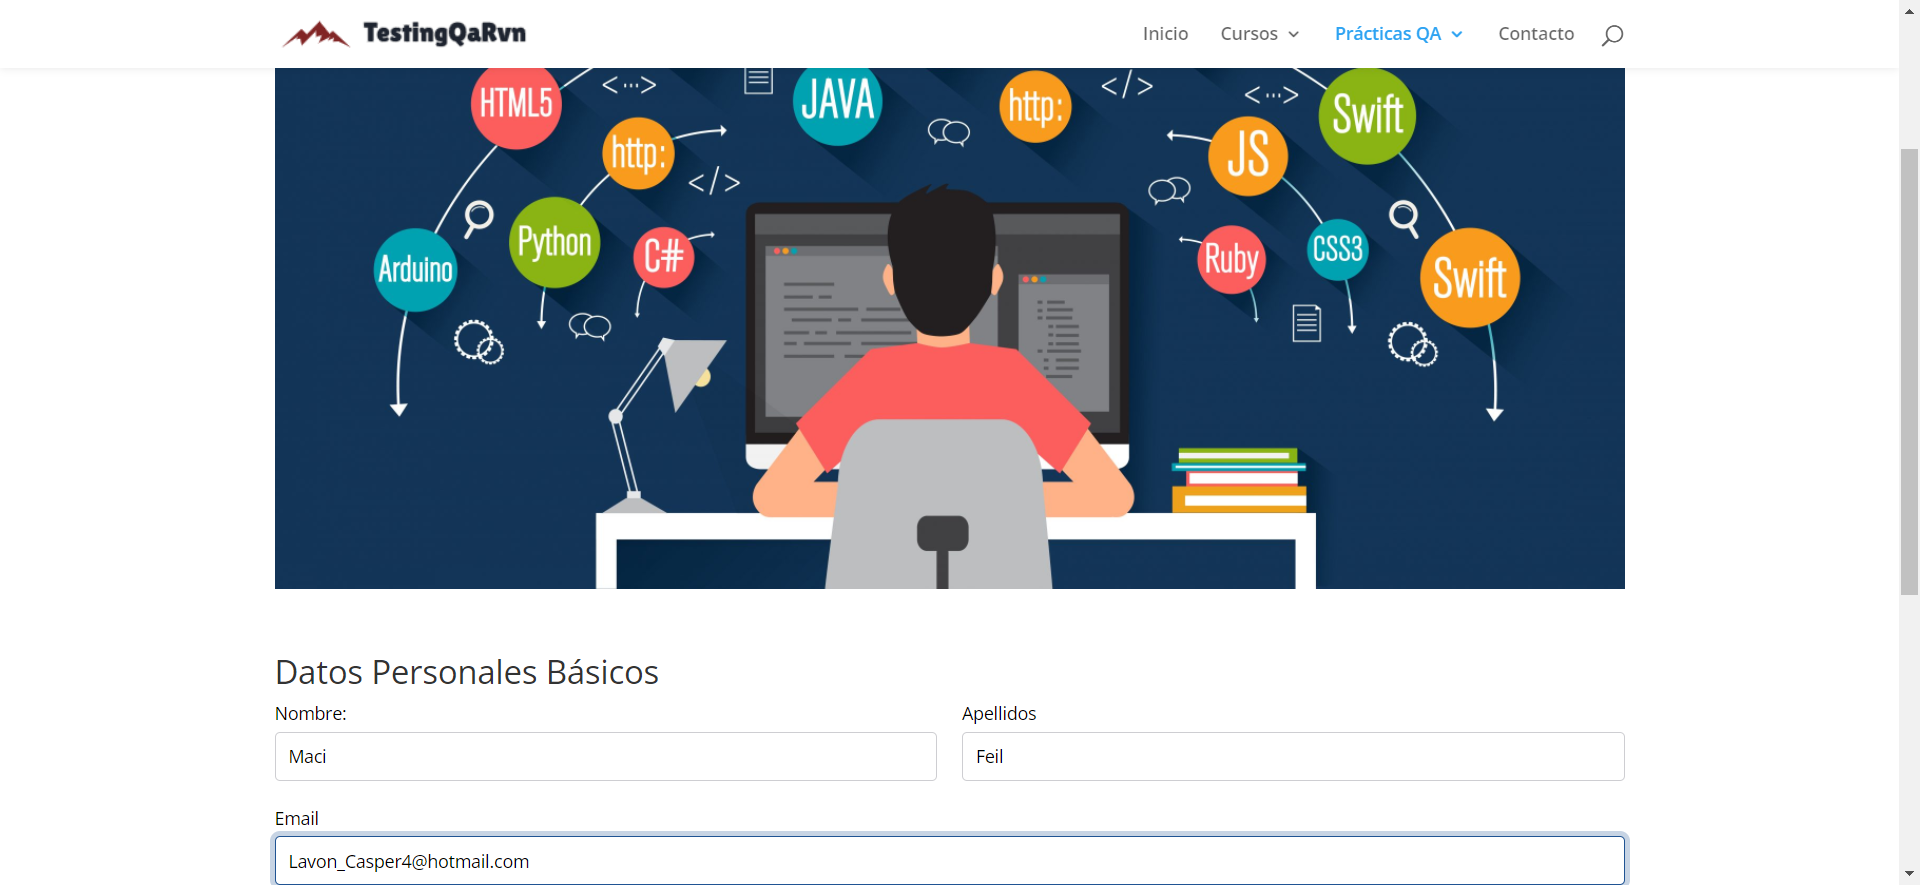 TestingQaRvn
Inicio Cursos Prácticas QA Contacto
HTML5
<···>
JAVA
http:
</>
<···>
Swift
http:
</>
JS
Arduino
Python
C#
Ruby
CSS3
Swift
Datos Personales Básicos
Nombre:
Apellidos
Maci
Feil
Email
Lavon_Casper4@hotmail.com